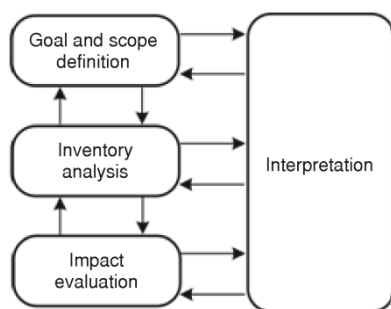 Goal and scope
definition
Inventory
analysis
Interpretation
Impact
evaluation